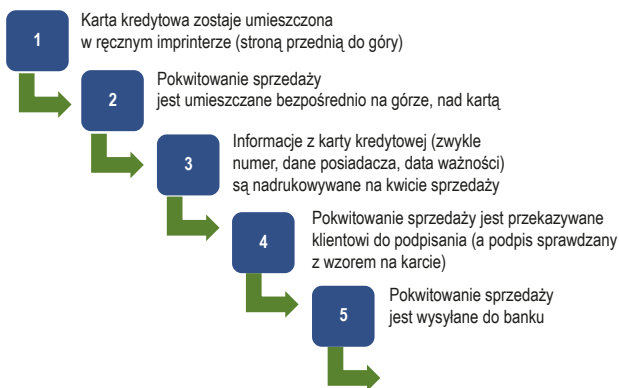 1
Karta kredytowa zostaje umieszczona
w ręcznym imprinterze (stroną przednią do góry)
2
Pokwitowanie sprzedaży
jest umieszczane bezpośrednio na górze, nad kartą
3
Informacje z karty kredytowej (zwykle
numer, dane posiadacza, data ważności)
są nadrukowywane na kwicie sprzedaży
4
Pokwitowanie sprzedaży jest przekazywane
klientowi do podpisania (a podpis sprawdzany
z wzorem na karcie)
5
Pokwitowanie sprzedaży
jest wysyłane do banku